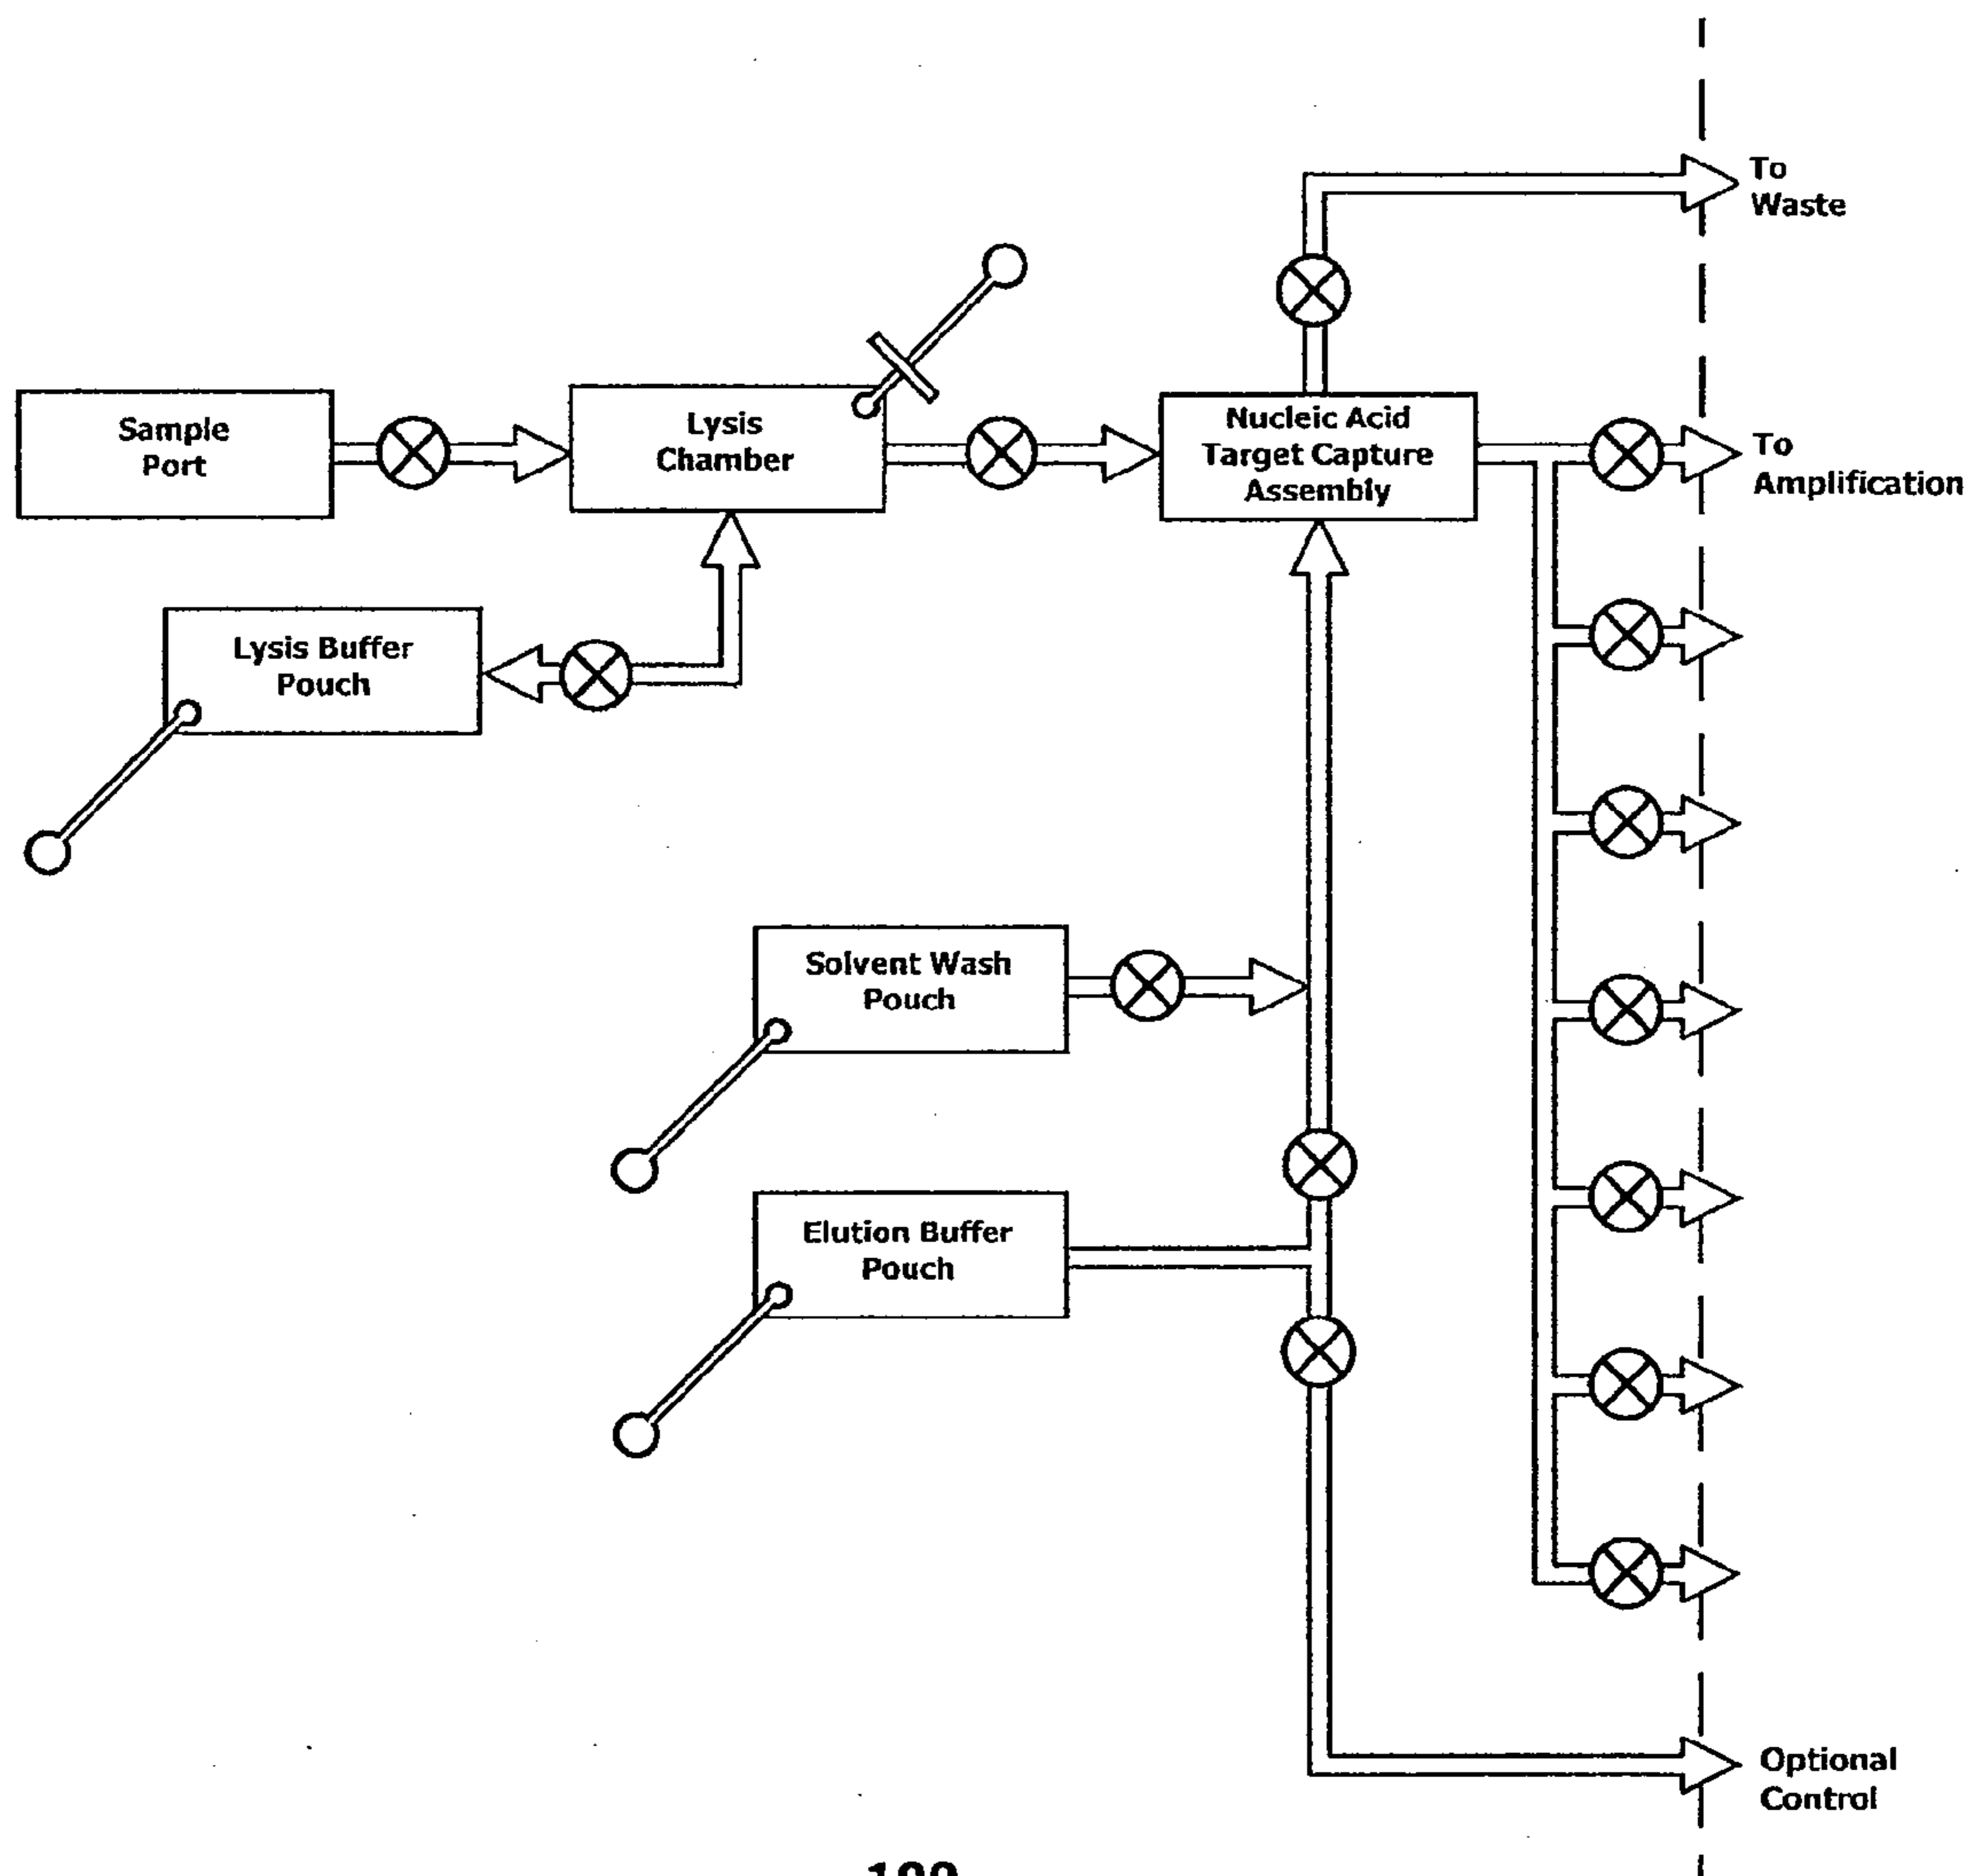 To
Waste
Sample
Port
Lysis
Chamber
Nucleic Acid
Target Capture
Assembly
To
Amplification
Lysis Buffer
Pouch
Solvent Wash
Pouch
Elution Buffer
Pouch
Optional
Control